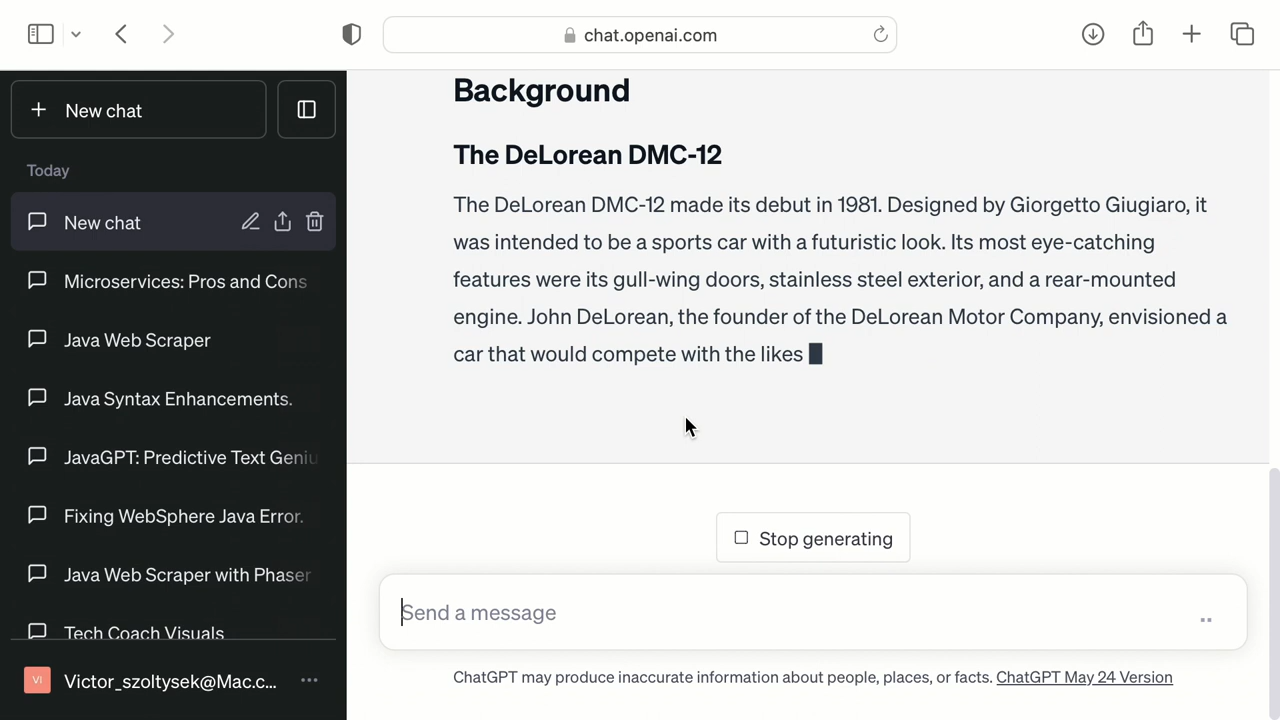 chat.openai.com
New chat
Today
New chat
Microservices: Pros and Cons
Java Web Scraper
Java Syntax Enhancements.
JavaGPT: Predictive Text Geniu
Fixing WebSphere Java Error.
Java Web Scraper with Phaser
Tech Coach Visuals
VI
Victor_szoltysek@Mac.c...
Background
The DeLorean DMC-12
The DeLorean DMC-12 made its debut in 1981. Designed by Giorgetto Giugiaro, it
was intended to be a sports car with a futuristic look. Its most eye-catching
features were its gull-wing doors, stainless steel exterior, and a rear-mounted
engine. John DeLorean, the founder of the DeLorean Motor Company, envisioned a
car that would compete with the likes
Stop generating
Send a message
ChatGPT may produce inaccurate information about people, places, or facts. ChatGPT May 24 Version